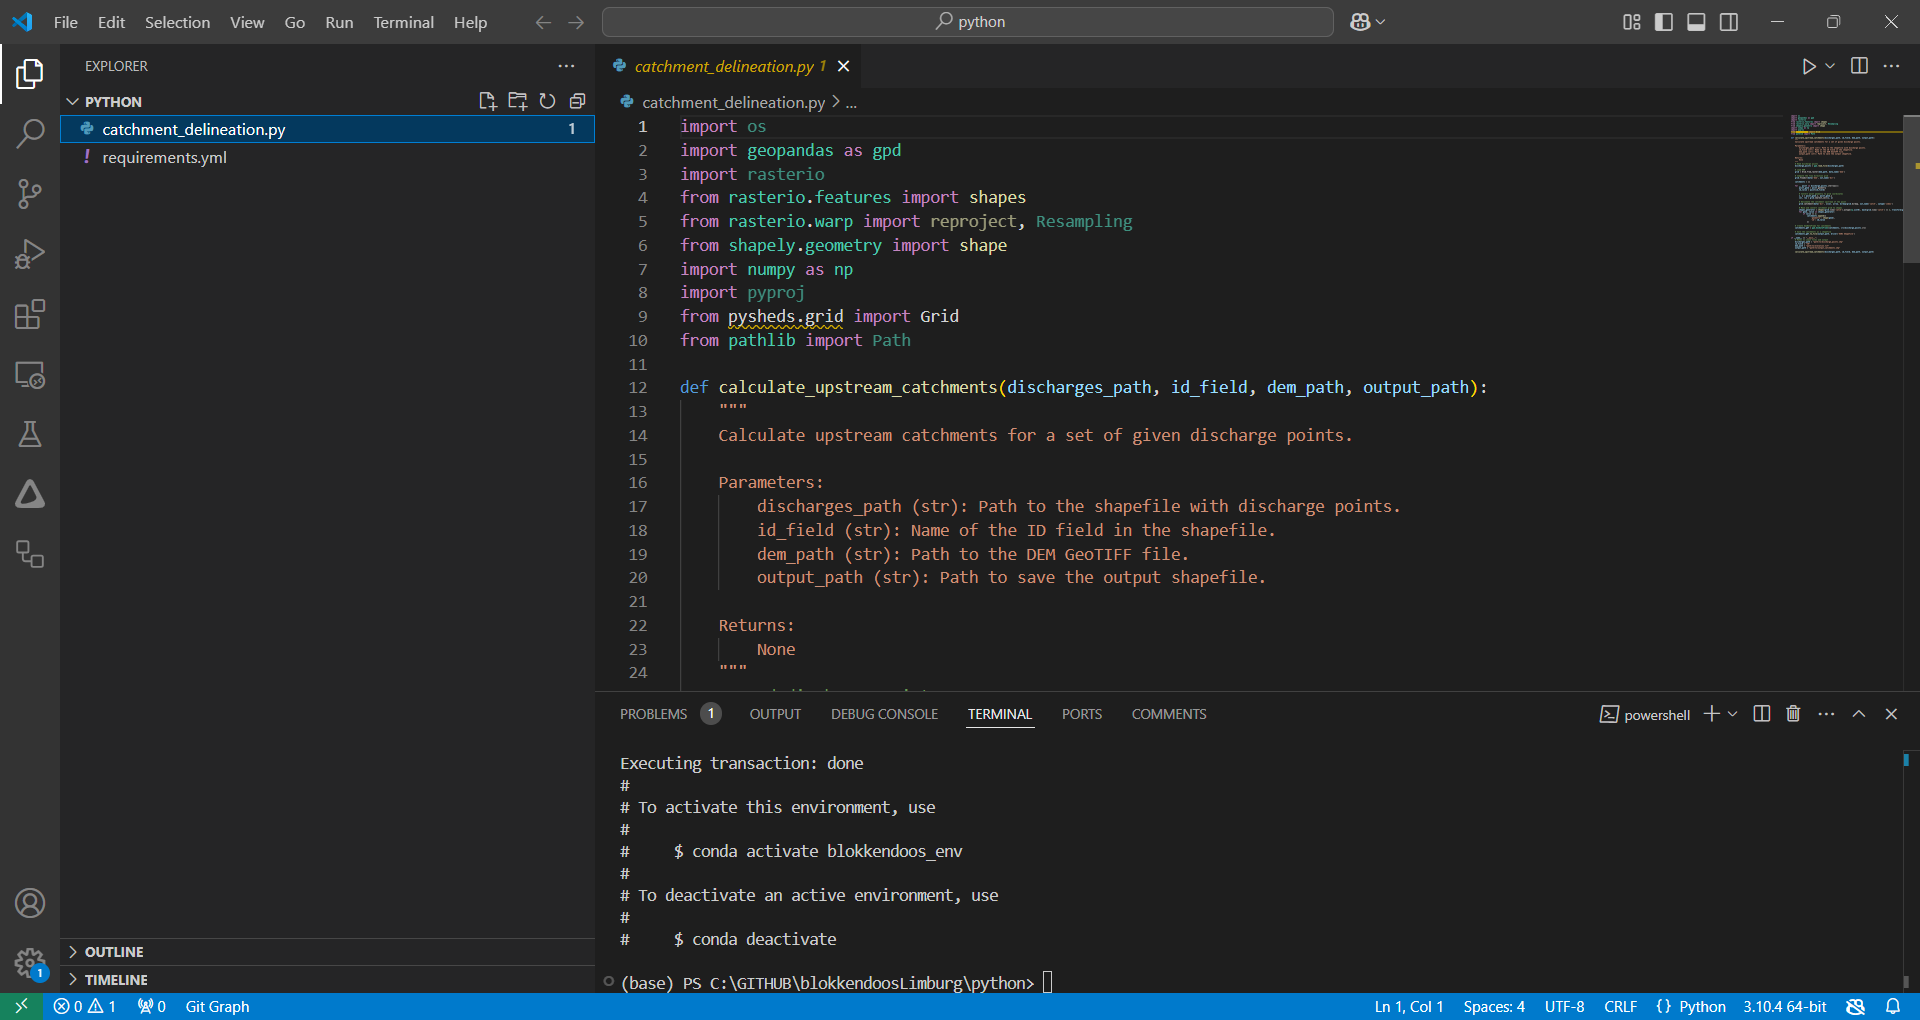 File Edit Selection View Go Run Terminal Help
python
EXPLORER
PYTHON
catchment_delineation.py 1
! requirements.yml
OUTLINE
TIMELINE
catchment_delineation.py 1
catchment_delineation.py > ...
1 import os
2 import geopandas as gpd
3 import rasterio
4 from rasterio.features import shapes
5 from rasterio.warp import reproject, Resampling
6 from shapely.geometry import shape
7 import numpy as np
8 import pyproj
9 from pysheds.grid import Grid
10 from pathlib import Path
11
12 def calculate_upstream_catchments(discharges_path, id_field, dem_path, output_path):
13 """
14 Calculate upstream catchments for a set of given discharge points.
15
16 Parameters:
17 discharges_path (str): Path to the shapefile with discharge points.
18 id_field (str): Name of the ID field in the shapefile.
19 dem_path (str): Path to the DEM GeoTIFF file.
20 output_path (str): Path to save the output shapefile.
21
22 Returns:
23 None
24 """
PROBLEMS 1 OUTPUT DEBUG CONSOLE TERMINAL PORTS COMMENTS
powershell
Executing transaction: done
#
# To activate this environment, use
#
# $ conda activate blokkendoos_env
#
# To deactivate an active environment, use
#
# $ conda deactivate
(base) PS C:\GITHUB\blokkendoosLimburg\python>
1
0 1 0 Git Graph
Ln 1, Col 1 Spaces: 4 UTF-8 CRLF {} Python 3.10.4 64-bit